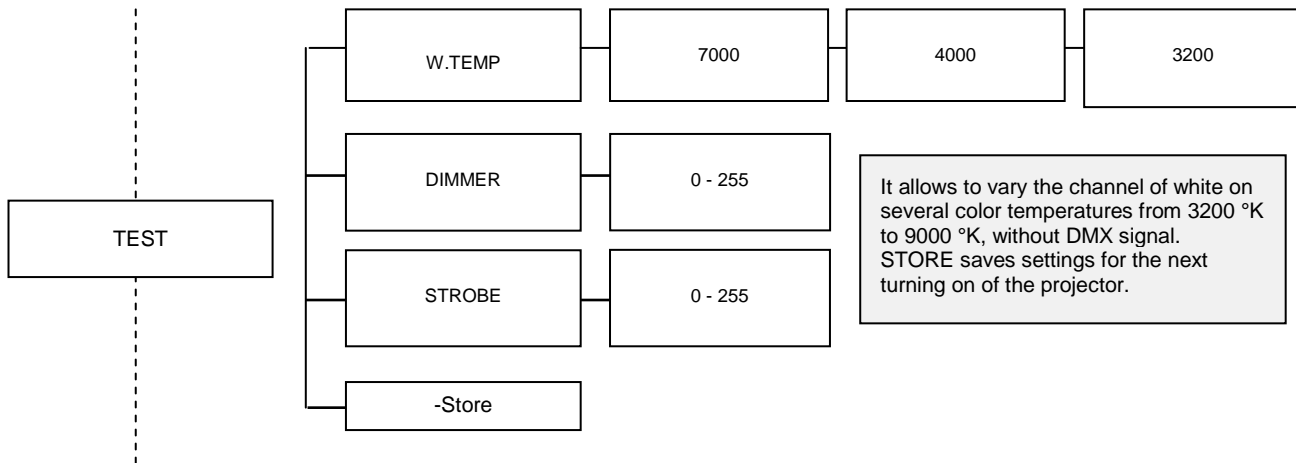 W.TEMP
7000
4000
3200
DIMMER
0 - 255
It allows to vary the channel of white on
several color temperatures from 3200 °K
to 9000 °K, without DMX signal.
STORE saves settings for the next
turning on of the projector.
TEST
STROBE
0 - 255
-Store